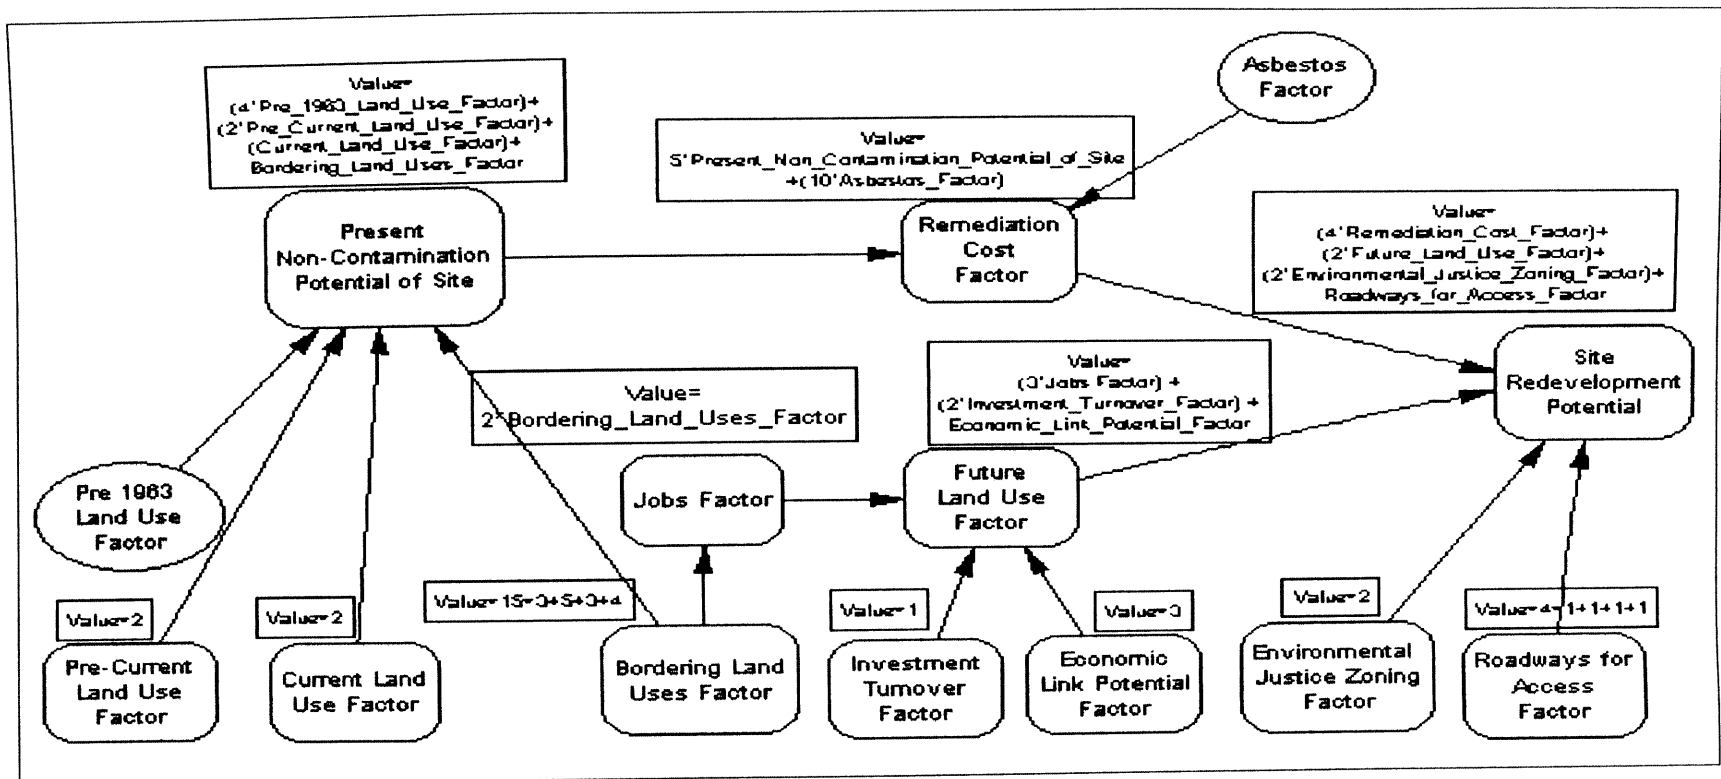 Value=
(4*Pre_1963_Land_Use_Factor)+
(2*Pre_Current_Land_Use_Factor)+
(Current_Land_Use_Factor)+
Bordering_Land_Uses_Factor
Asbestos
Factor
Value=
5*Present_Non_Contamination_Potential_of_Site
+(10*Asbestos_Factor)
Present
Non-Contamination
Potential of Site
Remediation
Cost
Factor
Value=
(4*Remediation_Cost_Factor)+
(2*Future_Land_Use_Factor)+
(2*Environmental_Justice_Zoning_Factor)+
Roadways_for_Access_Factor
Site
Redevelopment
Potential
Value=
2*Bordering_Land_Uses_Factor
Value=
(3*Jobs Factor) +
(2*Investment_Turnover_Factor) +
Economic_Link_Potential_Factor
Pre 1963
Land Use
Factor
Jobs Factor
Future
Land Use
Factor
Value=2
Value=2
Value=15=3+5+3+4
Value=1
Value=3
Value=2
Value=4=1+1+1+1
Pre-Current
Land Use
Factor
Current Land
Use Factor
Bordering Land
Uses Factor
Investment
Turnover
Factor
Economic
Link Potential
Factor
Environmental
Justice Zoning
Factor
Roadways for
Access
Factor